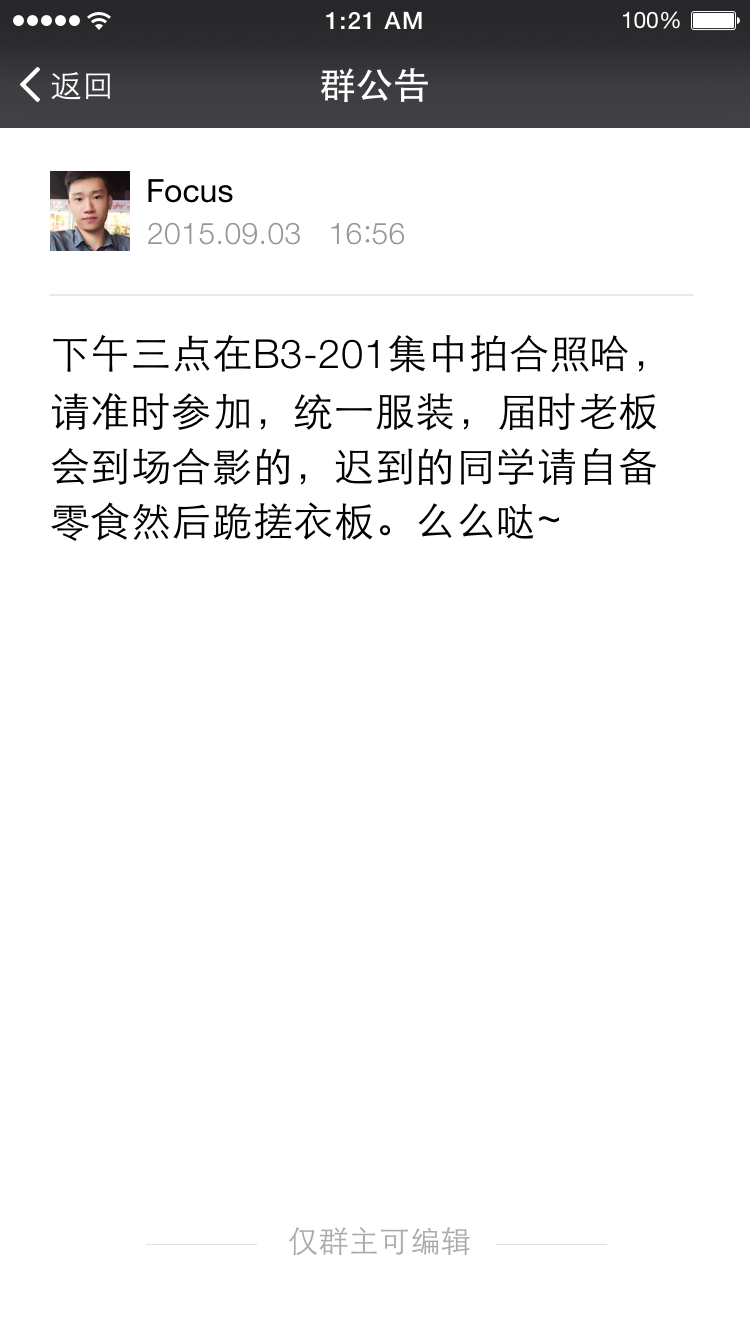 1:21 AM
100%
返回
群公告
Focus
2015.09.03 16:56
下午三点在B3-201集中拍合照哈，
请准时参加，统一服装，届时老板
会到场合影的，迟到的同学请自备
零食然后跪搓衣板。么么哒~
仅群主可编辑